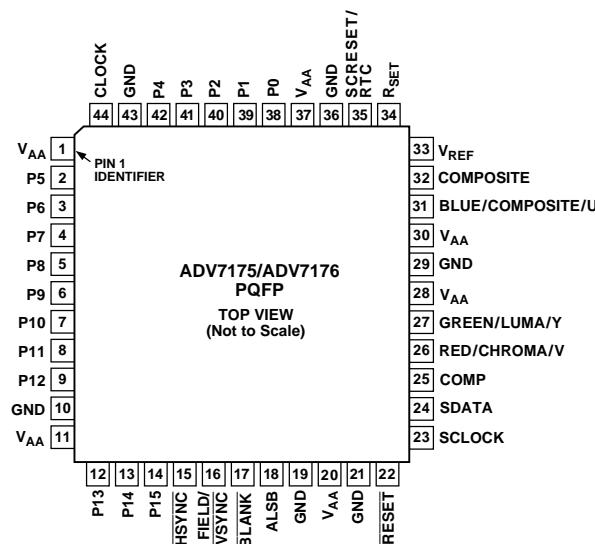 CLOCK
GND
P4
P3
P2
P1
P0
VAA
GND
SCRESET/
RTC
RSET
44 43 42 41 40 39 38 37 36 35 34
VAA 1
PIN 1
IDENTIFIER
P5 2
P6 3
P7 4
P8 5
P9 6
P10 7
P11 8
P12 9
GND 10
VAA 11
ADV7175/ADV7176
PQFP
TOP VIEW
(Not to Scale)
33 VREF
32 COMPOSITE
31 BLUE/COMPOSITE/U
30 VAA
29 GND
28 VAA
27 GREEN/LUMA/Y
26 RED/CHROMA/V
25 COMP
24 SDATA
23 SCLOCK
12 13 14 15 16 17 18 19 20 21 22
P13
P14
P15
HSYNC
FIELD/
VSYNC
BLANK
ALSB
GND
VAA
GND
RESET